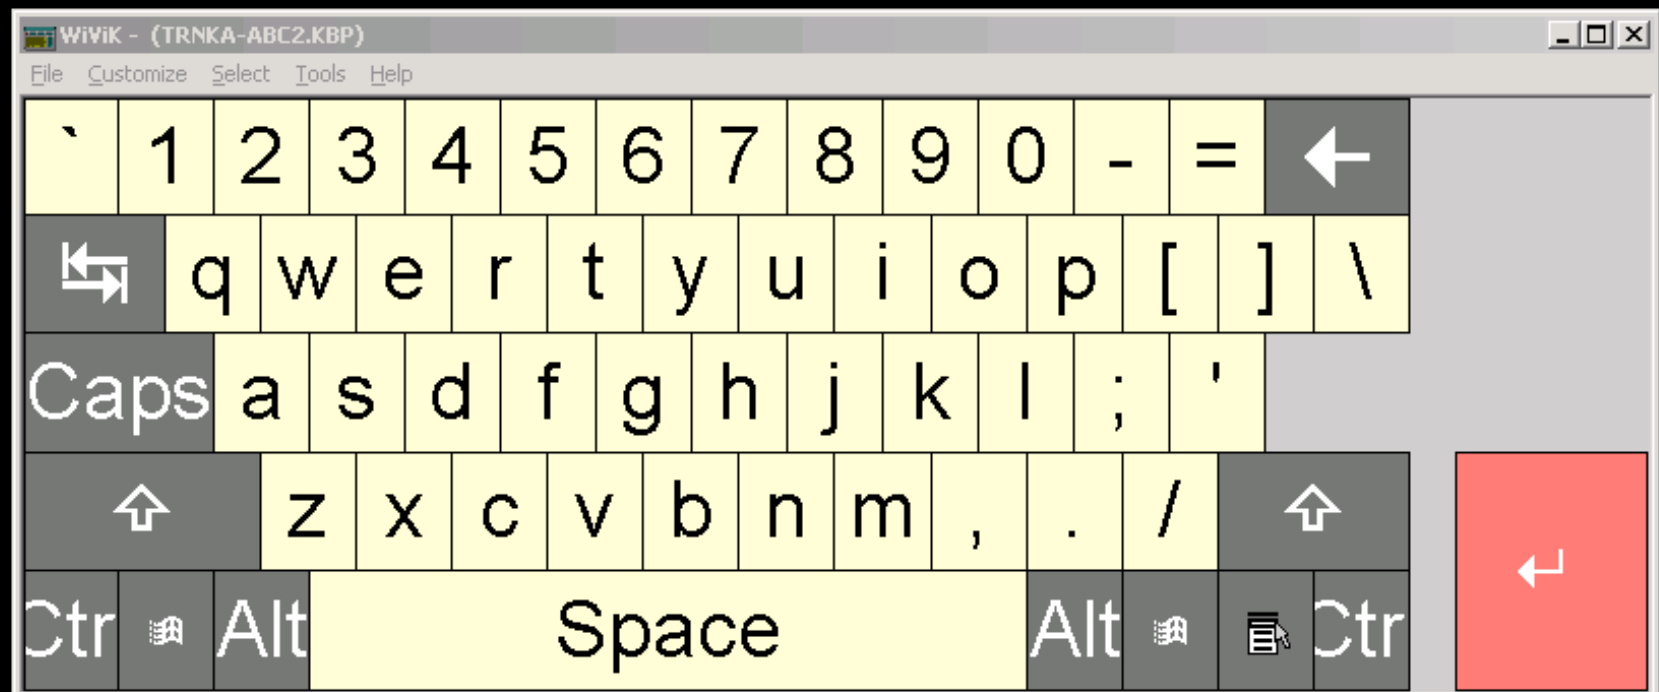 WiViK - (TRNKA-ABC2.KBP)
File Customize Select Tools Help
` 1 2 3 4 5 6 7 8 9 0 - =
q w e r t y u i o p [ ] \
Caps a s d f g h j k l ; '
z x c v b n m , . /
Ctr Alt Space Alt Ctr